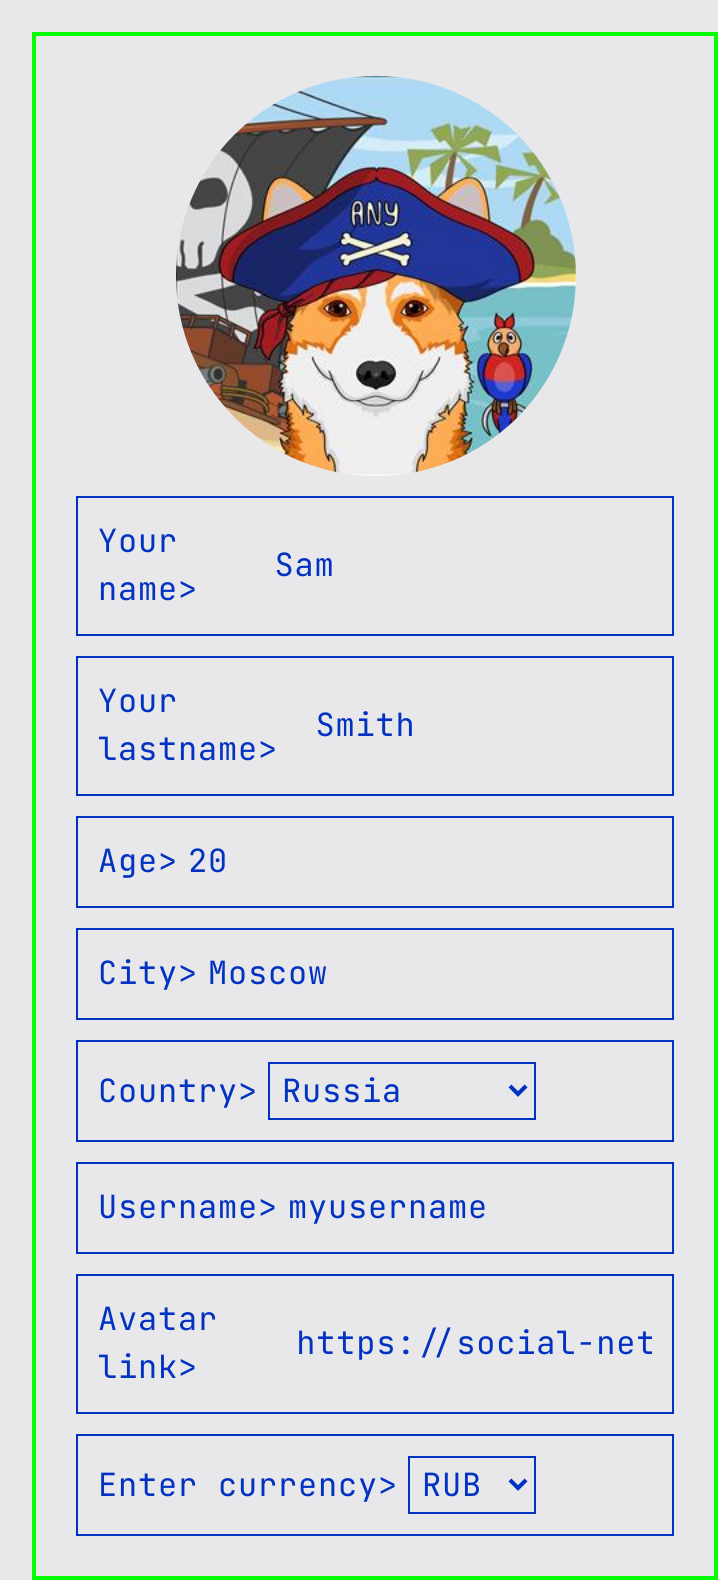 ANY
Your
name>
Sam
Your
lastname>
Smith
Age> 20
City> Moscow
Country> Russia
Username> myusername
Avatar
link>
https://social-net
Enter currency> RUB